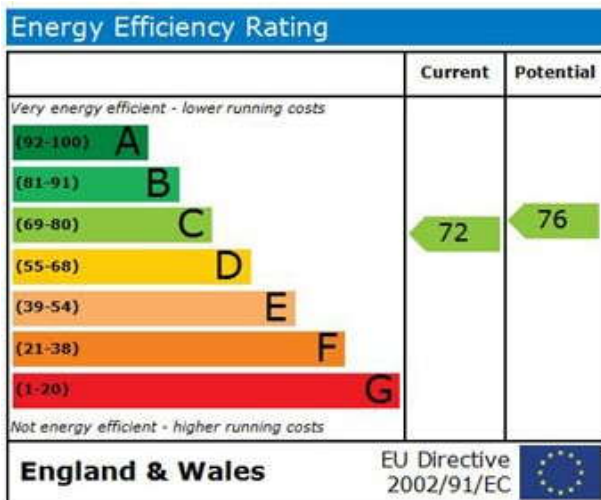 Energy Efficiency Rating
Current Potential
Very energy efficient - lower running costs
(92-100) A
(81-91) B
(69-80) C 72 76
(55-68) D
(39-54) E
(21-38) F
(1-20) G
Not energy efficient - higher running costs
England & Wales EU Directive
2002/91/EC